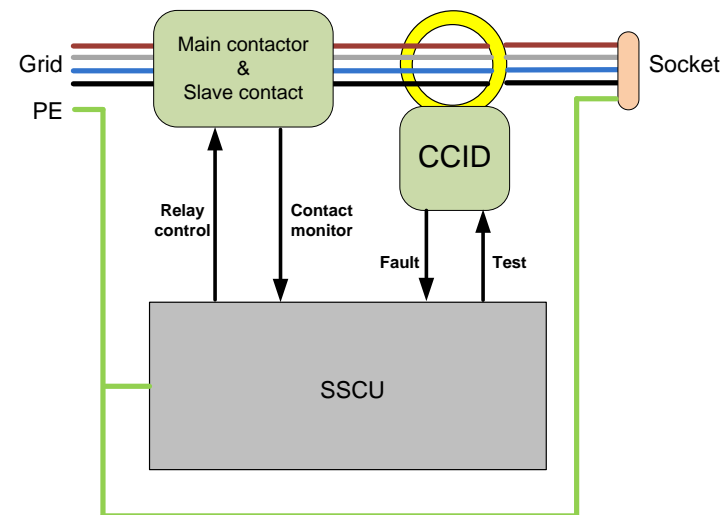 Main contactor
&
Slave contact
Grid
Socket
PE
CCID
Relay
control
Contact
monitor
Fault
Test
SSCU